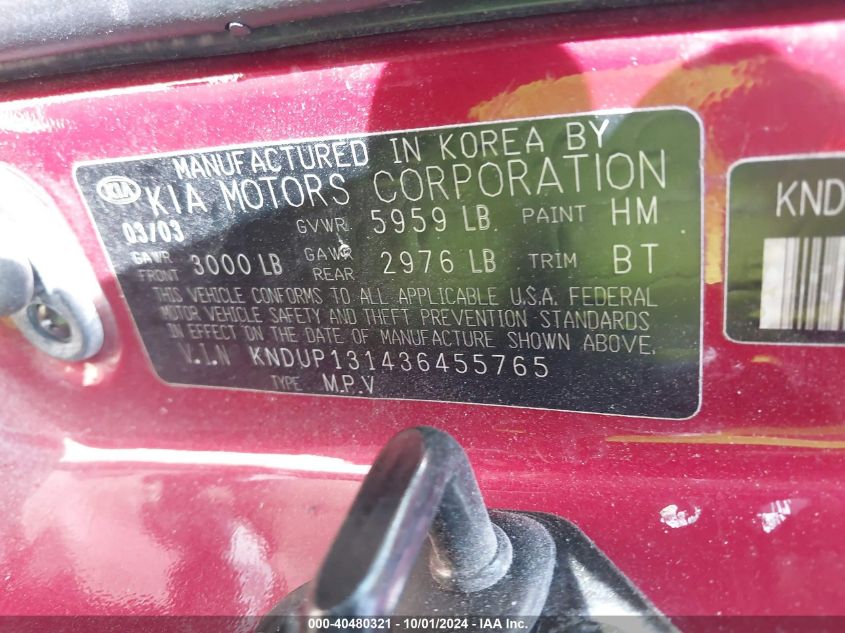 MANUFACTURED IN KOREA BY
KIA KIA MOTORS CORPORATION
03/03 GVWR 5959 LB PAINT HM
GAWR FRONT 3000 LB GAWR REAR 2976 LB TRIM BT
THIS VEHICLE CONFORMS TO ALL APPLICABLE U.S.A. FEDERAL
MOTOR VEHICLE SAFETY AND THEFT PREVENTION STANDARDS
IN EFFECT ON THE DATE OF MANUFACTURE SHOWN ABOVE.
V.I.N KNDUP131436455765
TYPE M.P.V
KND
000-40480321 - 10/01/2024 - IAA Inc.